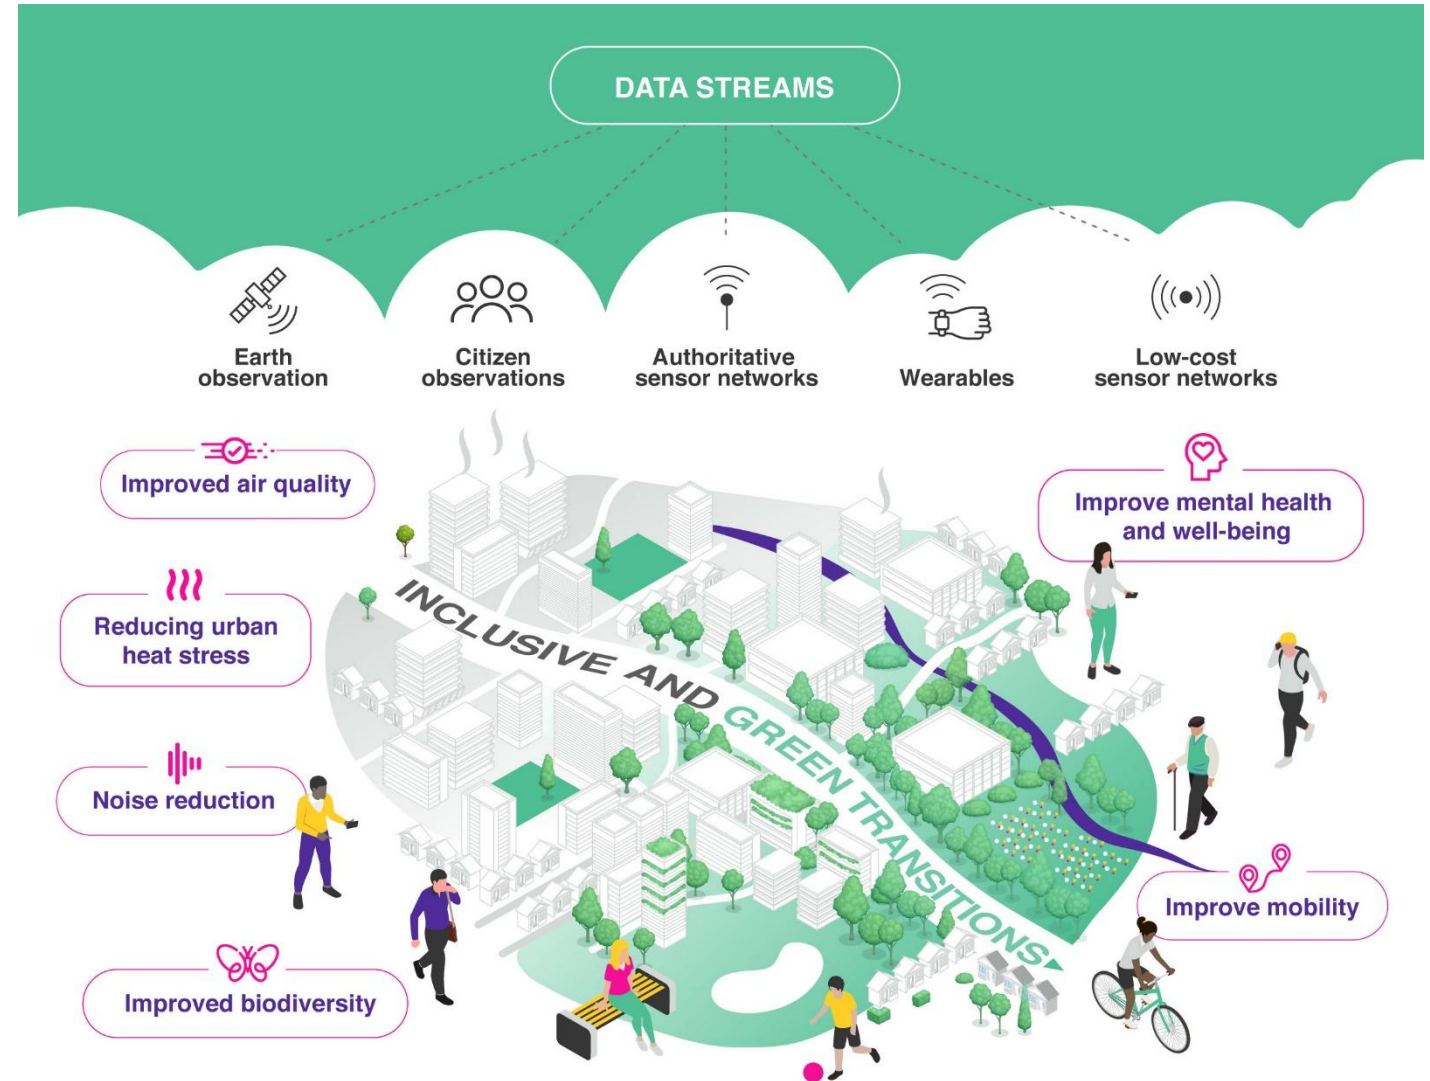 DATA STREAMS
Earth
observation
Citizen
observations
Authoritative
sensor networks
Wearables
Low-cost
sensor networks
Improved air quality
Improve mental health
and well-being
Reducing urban
heat stress
INCLUSIVE AND GREEN TRANSITIONS
Noise reduction
Improve mobility
Improved biodiversity